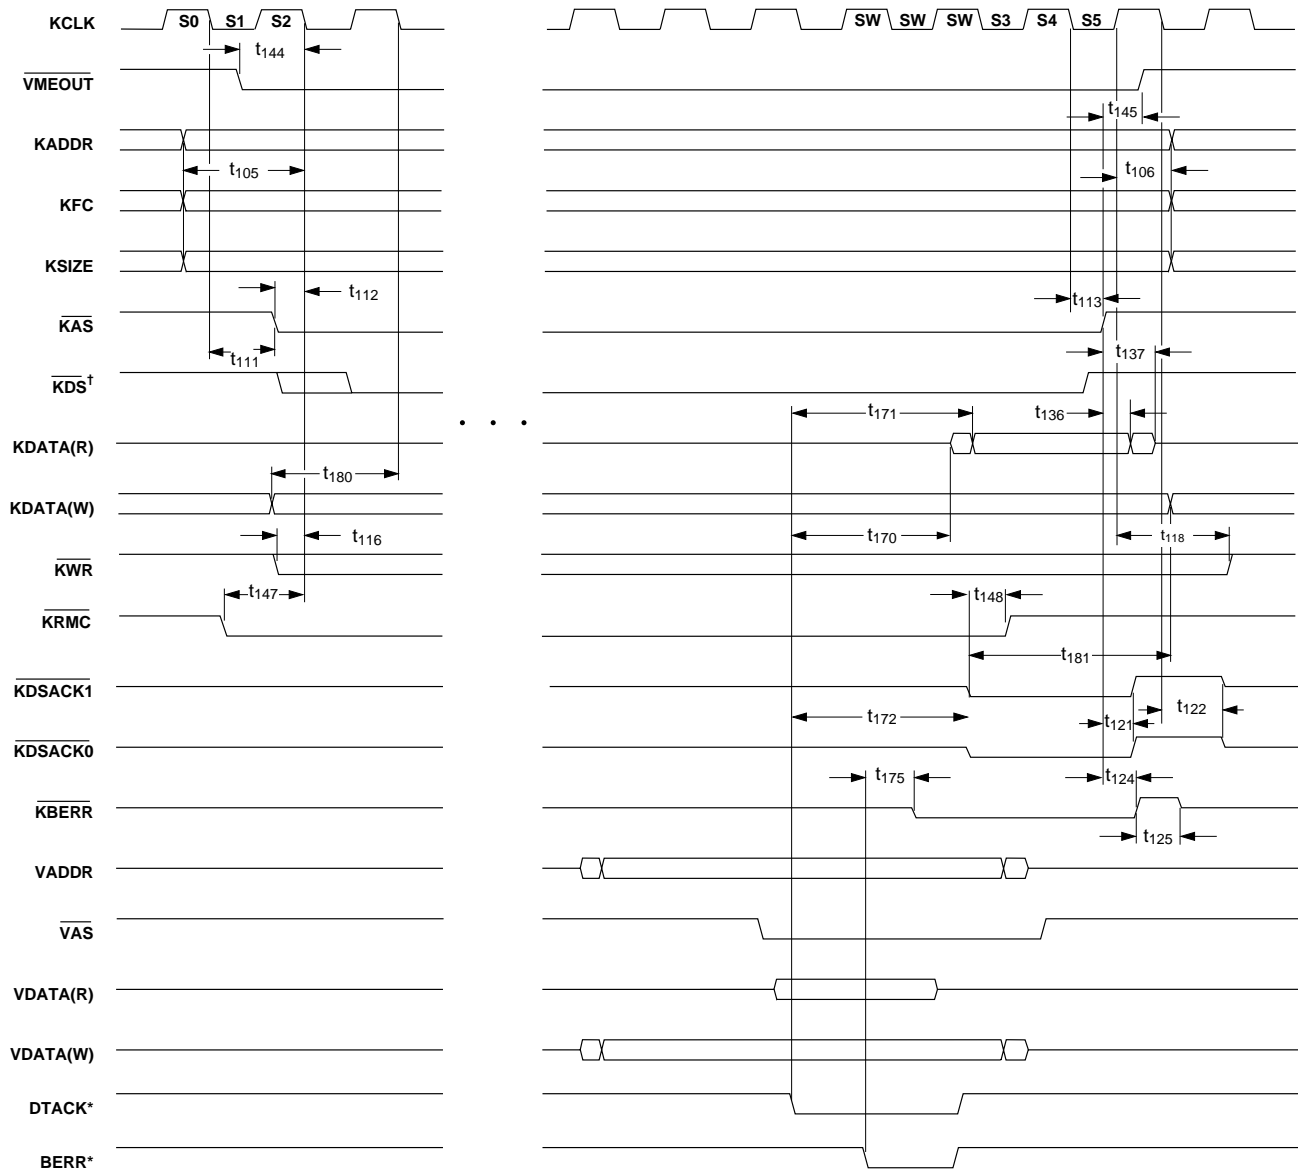 KCLK S0 S1 S2 SW SW SW S3 S4 S5
t144
VMEOUT
t145
KADDR
t105 t106
KFC
KSIZE
t112 t113
KAS
t111 t137
KDS†
t171 t136
. . .
KDATA(R)
t180
KDATA(W)
t116 t170 t118
KWR
t147 t148
KRMC
t181
KDSACK1
t172 t121 t122
KDSACK0
t175 t124
KBERR
t125
VADDR
VAS
VDATA(R)
VDATA(W)
DTACK*
BERR*